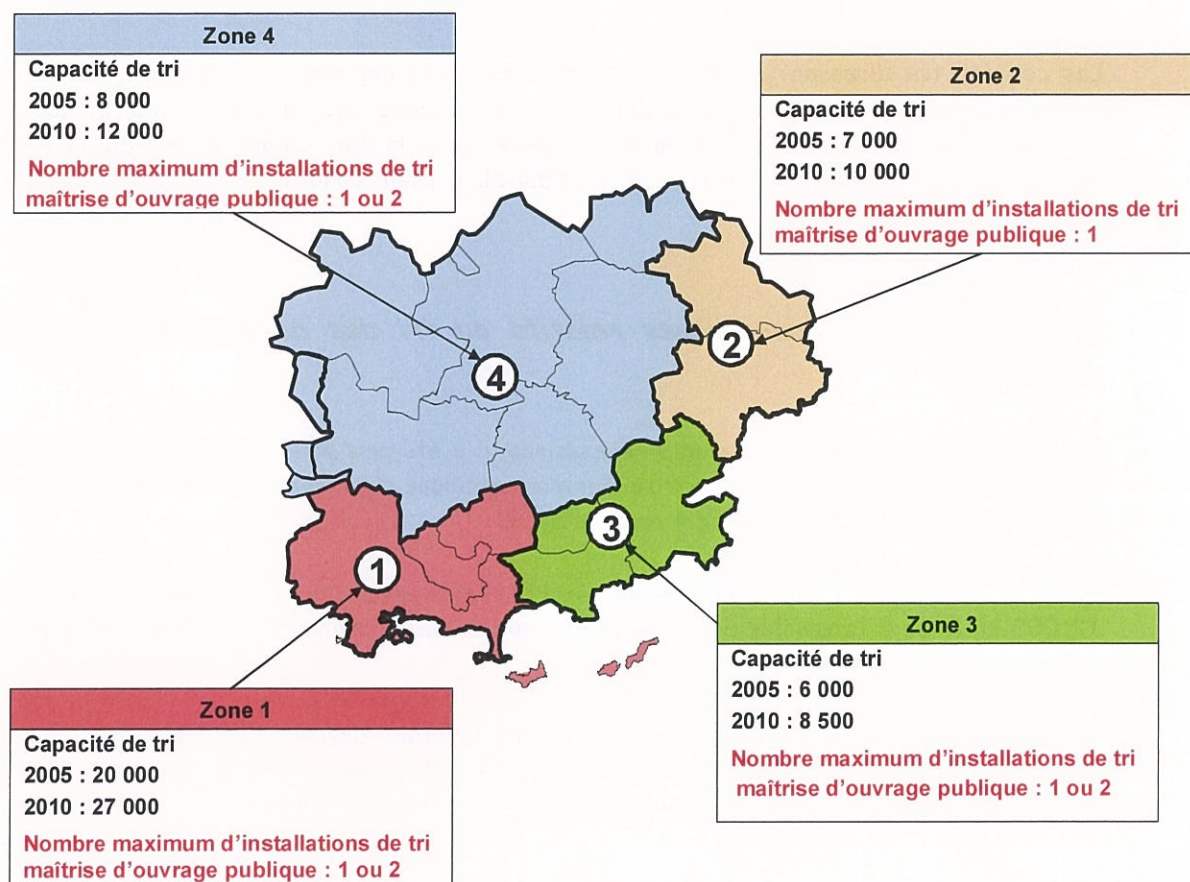 Zone 4
Capacité de tri
2005 : 8 000
2010 : 12 000
Nombre maximum d'installations de tri
maîtrise d'ouvrage publique : 1 ou 2
Zone 2
Capacité de tri
2005 : 7 000
2010 : 10 000
Nombre maximum d'installations de tri
maîtrise d'ouvrage publique : 1
2
4
3
1
Zone 3
Capacité de tri
2005 : 6 000
2010 : 8 500
Nombre maximum d'installations de tri
maîtrise d'ouvrage publique : 1 ou 2
Zone 1
Capacité de tri
2005 : 20 000
2010 : 27 000
Nombre maximum d'installations de tri
maîtrise d'ouvrage publique : 1 ou 2